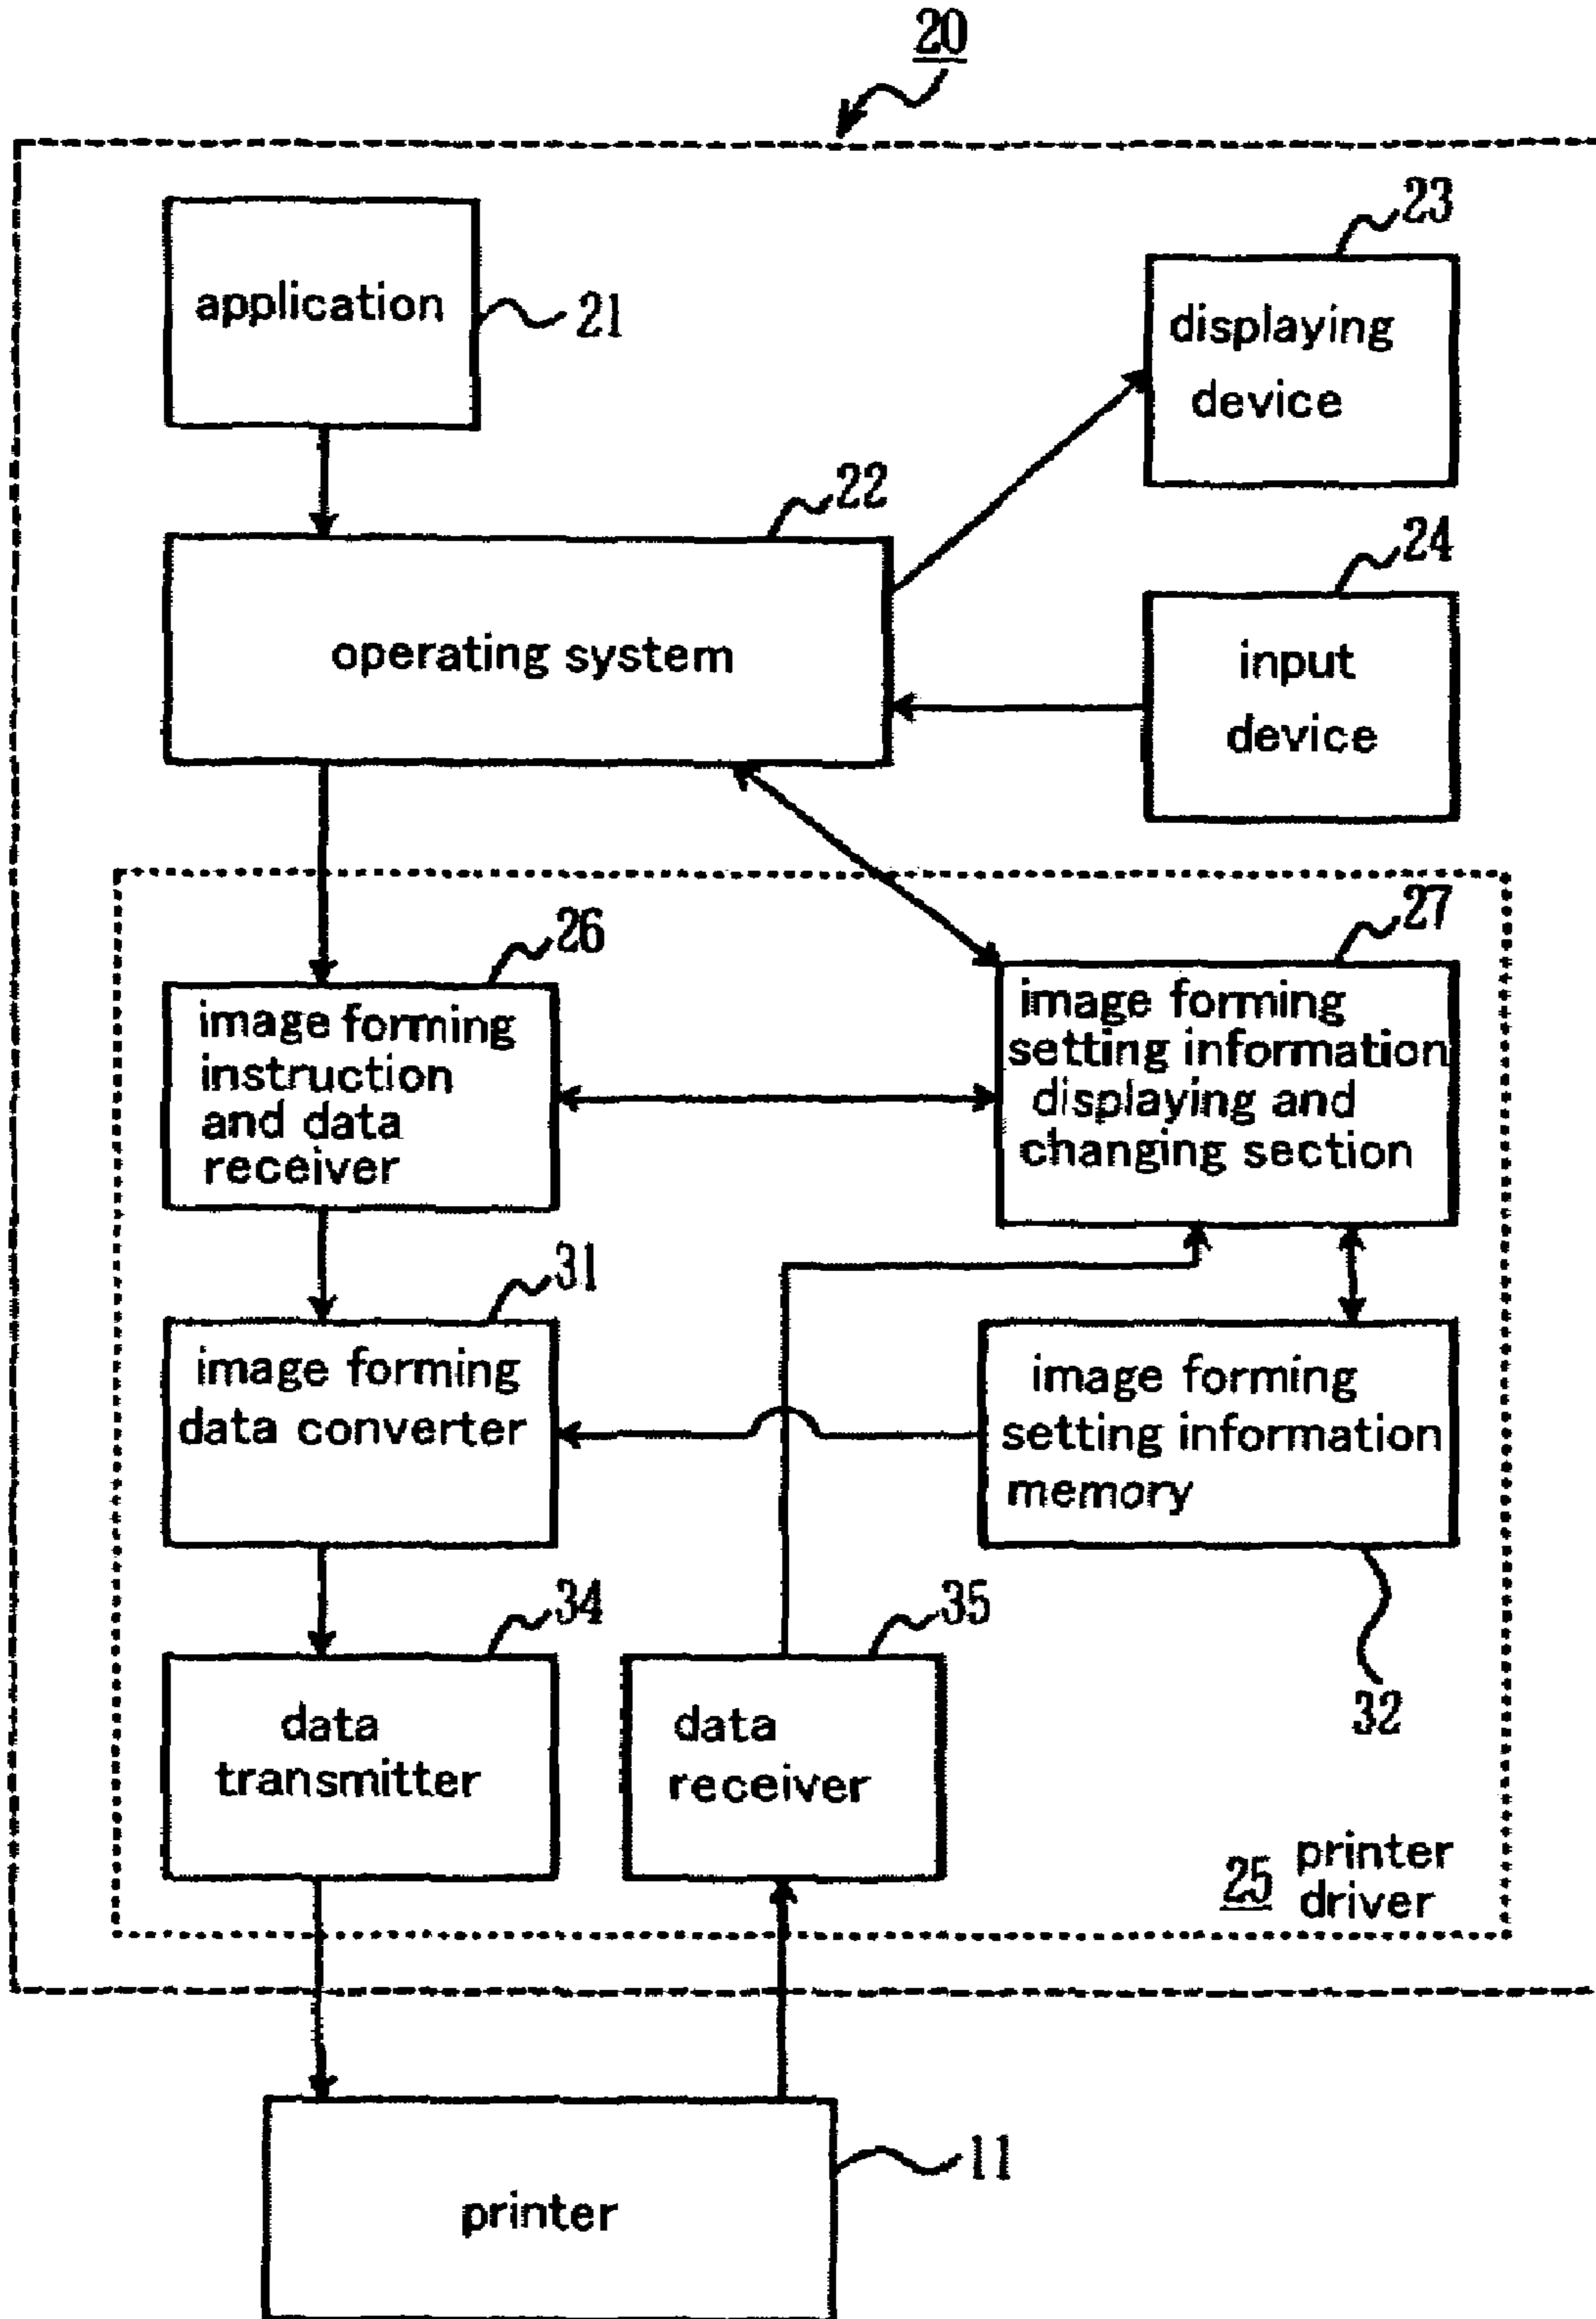 20
application
21
23
displaying
device
22
operating system
24
input
device
26
image forming
instruction
and data
receiver
27
image forming
setting information
displaying and
changing section
31
image forming
data converter
image forming
setting information
memory
32
34
data
transmitter
35
data
receiver
25 printer
driver
printer
11